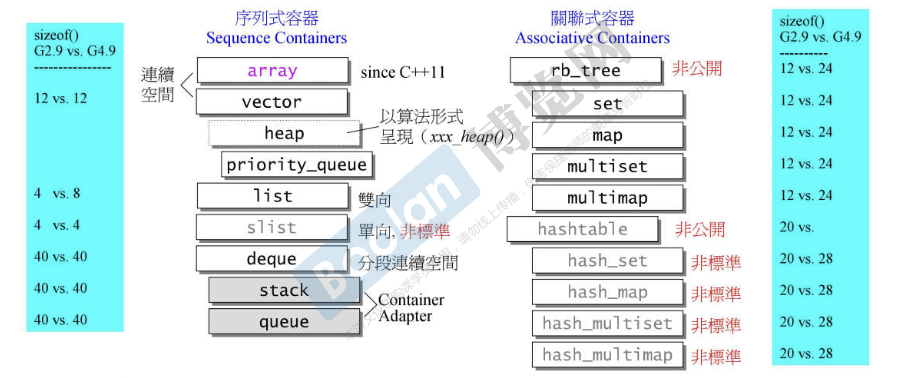 sizeof()
G2.9 vs. G4.9
----------------
12 vs. 12
4 vs. 8
4 vs. 4
40 vs. 40
40 vs. 40
40 vs. 40
序列式容器
Sequence Containers
連續
空間
array
since C++11
vector
heap
以算法形式
呈現（xxx_heap()）
priority_queue
list
雙向
slist
單向, 非標準
deque
分段連續空間
stack
queue
Container
Adapter
關聯式容器
Associative Containers
rb_tree
非公開
set
map
multiset
multimap
hashtable
非公開
hash_set
非標準
hash_map
非標準
hash_multiset
非標準
hash_multimap
非標準
sizeof()
G2.9 vs. G4.9
----------
12 vs. 24
12 vs. 24
12 vs. 24
12 vs. 24
12 vs. 24
20 vs.
20 vs. 28
20 vs. 28
20 vs. 28
20 vs. 28
Boolan
博览网